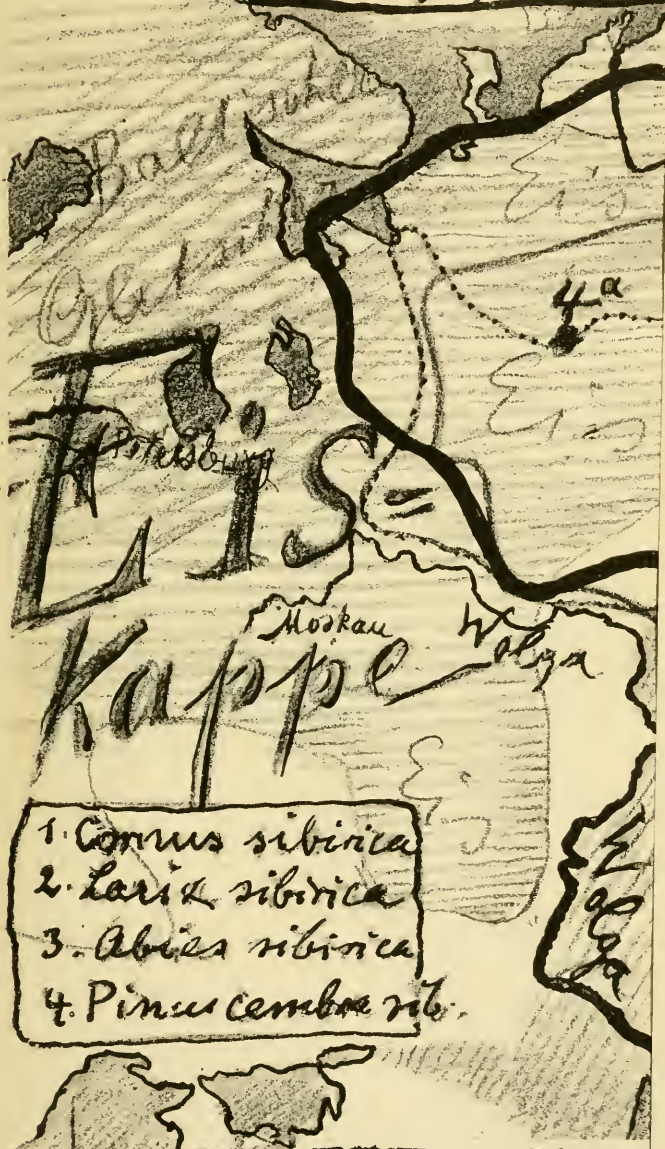 Baltischer
Eis
4a
Eis
Petersburg
Eis-
Moskau
Wolga
Kappe
Eis
1. Cornus sibirica
2. Larix sibirica
3. Abies sibirica
4. Pinus cembra sib.
Wolga